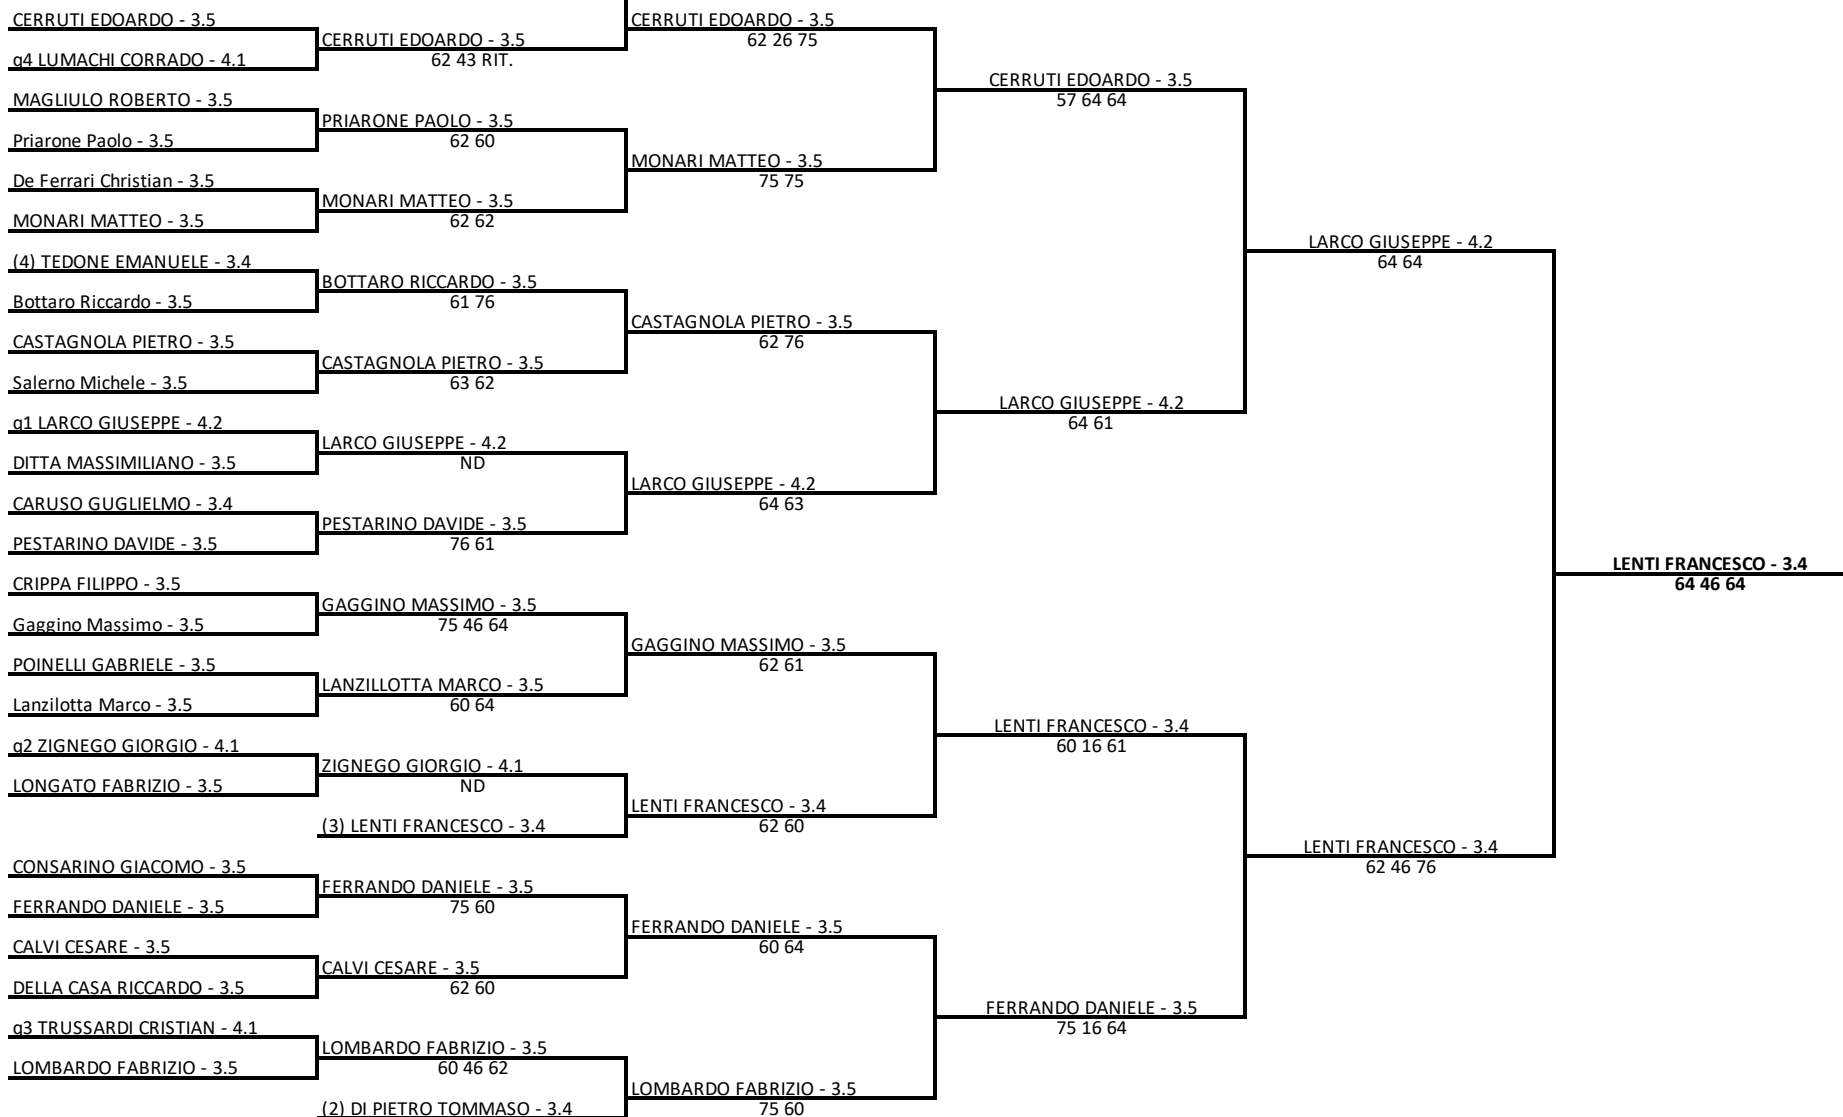 CERRUTI EDOARDO - 3.5
q4 LUMACHI CORRADO - 4.1
MAGLIULO ROBERTO - 3.5
Priarone Paolo - 3.5
De Ferrari Christian - 3.5
MONARI MATTEO - 3.5
(4) TEDONE EMANUELE - 3.4
Bottaro Riccardo - 3.5
CASTAGNOLA PIETRO - 3.5
Salerno Michele - 3.5
q1 LARCO GIUSEPPE - 4.2
DITTA MASSIMILIANO - 3.5
CARUSO GUGLIELMO - 3.4
PESTARINO DAVIDE - 3.5
CRIPPA FILIPPO - 3.5
Gaggino Massimo - 3.5
POINELLI GABRIELE - 3.5
Lanzilotta Marco - 3.5
q2 ZIGNEGO GIORGIO - 4.1
LONGATO FABRIZIO - 3.5
CONSARINO GIACOMO - 3.5
FERRANDO DANIELE - 3.5
CALVI CESARE - 3.5
DELLA CASA RICCARDO - 3.5
q3 TRUSSARDI CRISTIAN - 4.1
LOMBARDO FABRIZIO - 3.5
CERRUTI EDOARDO - 3.5
62 43 RIT.
PRIARONE PAOLO - 3.5
62 60
MONARI MATTEO - 3.5
62 62
BOTTARO RICCARDO - 3.5
61 76
CASTAGNOLA PIETRO - 3.5
63 62
LARCO GIUSEPPE - 4.2
ND
PESTARINO DAVIDE - 3.5
76 61
GAGGINO MASSIMO - 3.5
75 46 64
LANZILLOTTA MARCO - 3.5
60 64
ZIGNEGO GIORGIO - 4.1
ND
(3) LENTI FRANCESCO - 3.4
FERRANDO DANIELE - 3.5
75 60
CALVI CESARE - 3.5
62 60
LOMBARDO FABRIZIO - 3.5
60 46 62
(2) DI PIETRO TOMMASO - 3.4
CERRUTI EDOARDO - 3.5
62 26 75
MONARI MATTEO - 3.5
75 75
CASTAGNOLA PIETRO - 3.5
62 76
LARCO GIUSEPPE - 4.2
64 63
GAGGINO MASSIMO - 3.5
62 61
LENTI FRANCESCO - 3.4
62 60
FERRANDO DANIELE - 3.5
60 64
LOMBARDO FABRIZIO - 3.5
75 60
CERRUTI EDOARDO - 3.5
57 64 64
LARCO GIUSEPPE - 4.2
64 61
LENTI FRANCESCO - 3.4
60 16 61
FERRANDO DANIELE - 3.5
75 16 64
LARCO GIUSEPPE - 4.2
64 64
LENTI FRANCESCO - 3.4
62 46 76
LENTI FRANCESCO - 3.4
64 46 64